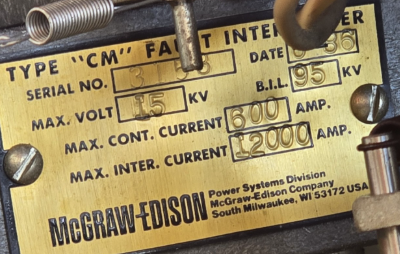 TYPE "CM" FAULT
SERIAL NO. DATE
MAX. VOLT 15 KV B.I.L. 95 KV
MAX. CONT. CURRENT 600 AMP.
MAX. INTER. CURRENT 12000 AMP.
McGRAW-EDISON
Power Systems Division
McGraw-Edison Company
South Milwaukee, WI 53172 USA